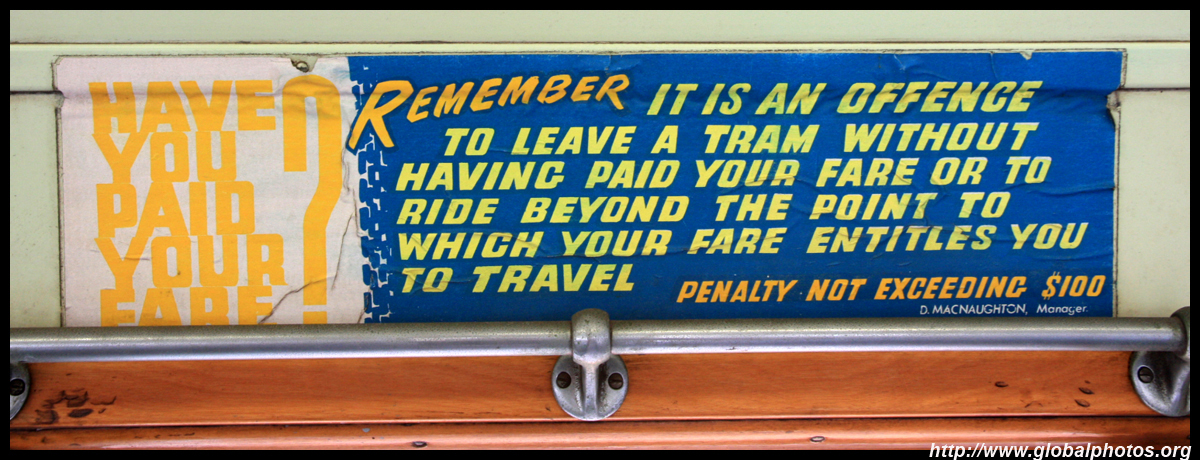 HAVE
YOU
PAID
YOUR
FARE
?
REMEMBER IT IS AN OFFENCE
TO LEAVE A TRAM WITHOUT
HAVING PAID YOUR FARE OR TO
RIDE BEYOND THE POINT TO
WHICH YOUR FARE ENTITLES YOU
TO TRAVEL
PENALTY NOT EXCEEDING $100
D. MACNAUGHTON, Manager.
http://www.globalphotos.org